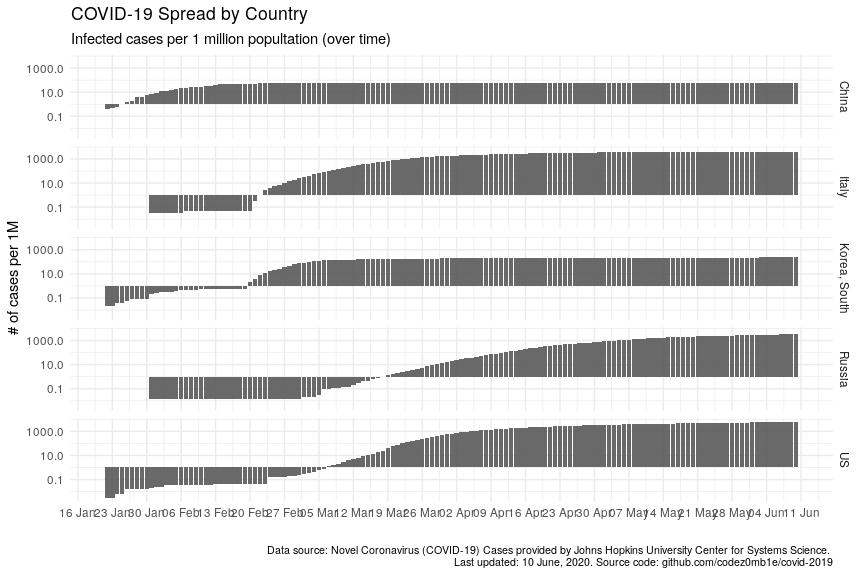 COVID-19 Spread by Country
Infected cases per 1 million popultation (over time)
# of cases per 1M
1000.0
10.0
0.1
China
1000.0
10.0
0.1
Italy
1000.0
10.0
0.1
Korea, South
1000.0
10.0
0.1
Russia
1000.0
10.0
0.1
US
16 Jan 23 Jan 30 Jan 06 Feb 13 Feb 20 Feb 27 Feb 05 Mar 12 Mar 19 Mar 26 Mar 02 Apr 09 Apr 16 Apr 23 Apr 30 Apr 07 May 14 May 21 May 28 May 04 Jun 11 Jun
Data source: Novel Coronavirus (COVID-19) Cases provided by Johns Hopkins University Center for Systems Science.
Last updated: 10 June, 2020. Source code: github.com/codez0mb1e/covid-2019